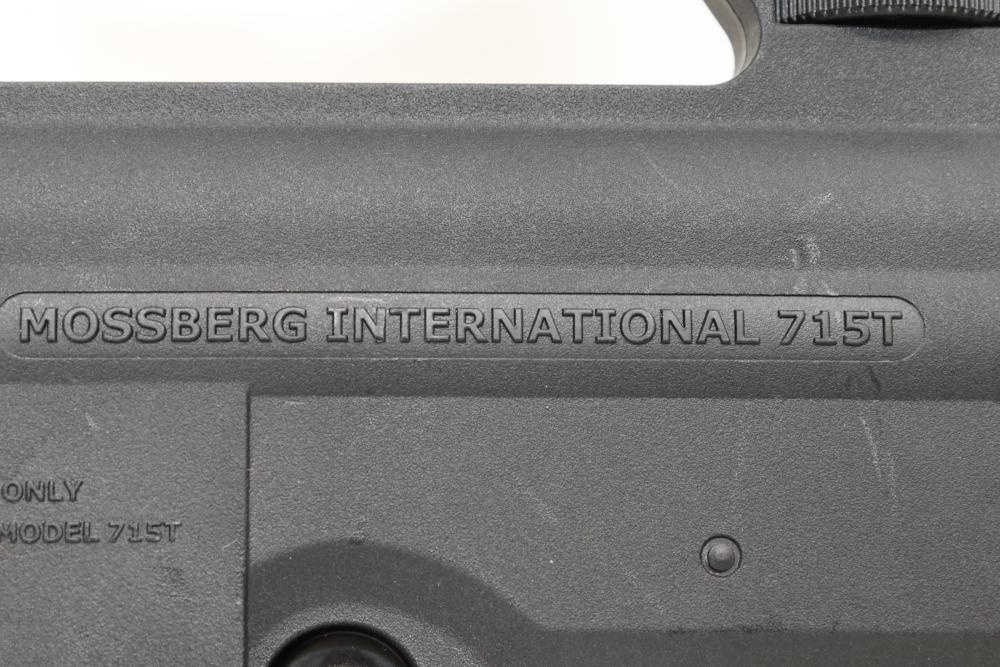 MOSSBERG INTERNATIONAL 715T
ONLY
MODEL 715T